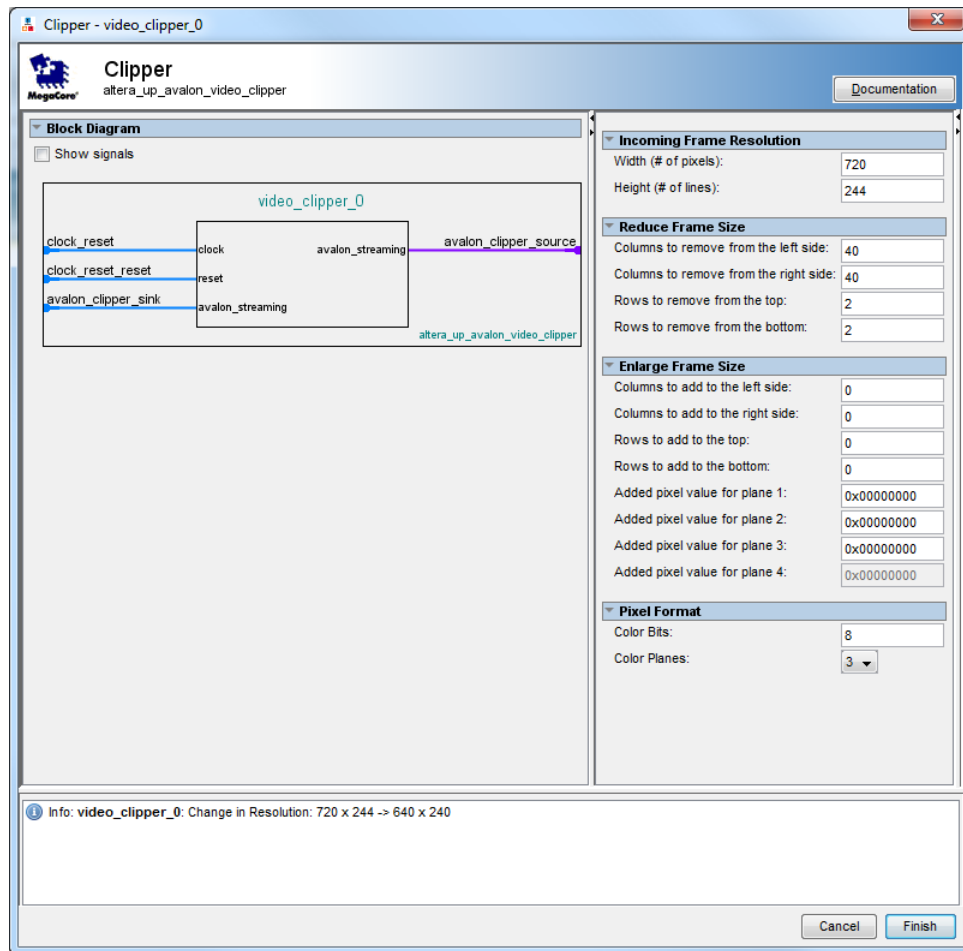 Clipper - video_clipper_0
MegaCore®
Clipper
altera_up_avalon_video_clipper
Documentation
Block Diagram
Show signals
video_clipper_0
clock_reset
clock
avalon_streaming
avalon_clipper_source
clock_reset_reset
reset
avalon_clipper_sink
avalon_streaming
altera_up_avalon_video_clipper
Incoming Frame Resolution
Width (# of pixels): 720
Height (# of lines): 244
Reduce Frame Size
Columns to remove from the left side: 40
Columns to remove from the right side: 40
Rows to remove from the top: 2
Rows to remove from the bottom: 2
Enlarge Frame Size
Columns to add to the left side: 0
Columns to add to the right side: 0
Rows to add to the top: 0
Rows to add to the bottom: 0
Added pixel value for plane 1: 0x00000000
Added pixel value for plane 2: 0x00000000
Added pixel value for plane 3: 0x00000000
Added pixel value for plane 4: 0x00000000
Pixel Format
Color Bits: 8
Color Planes: 3
Info: video_clipper_0: Change in Resolution: 720 x 244 -> 640 x 240
Cancel
Finish